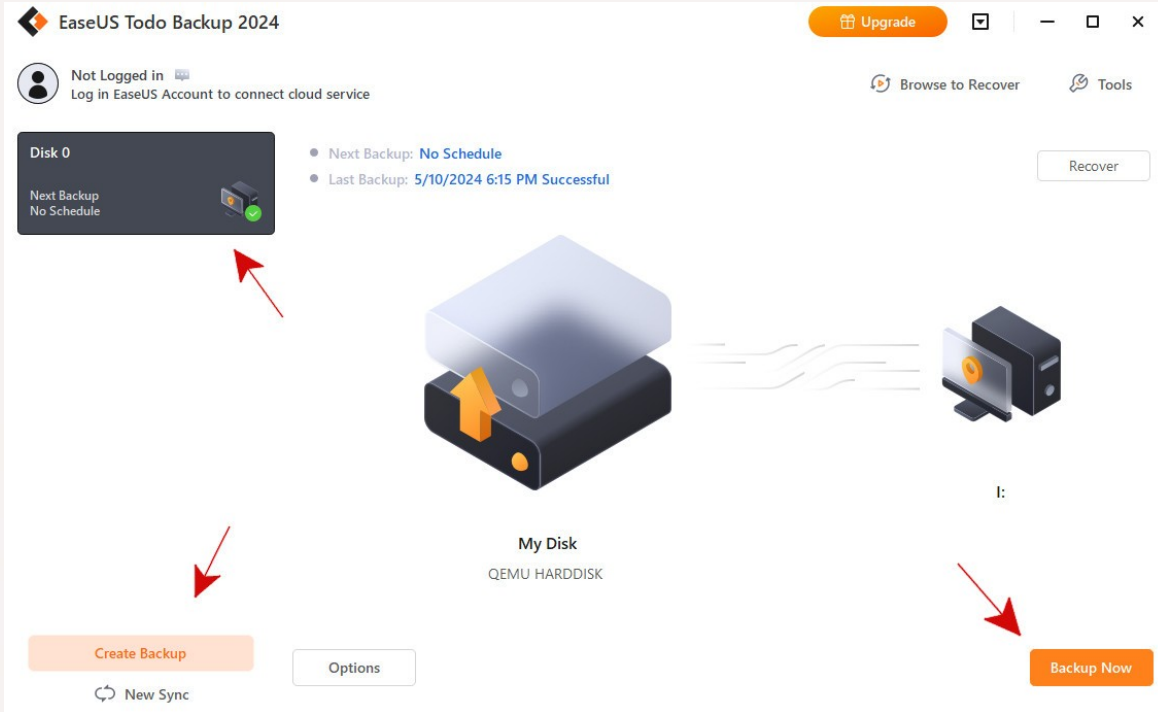 EaseUS Todo Backup 2024
Upgrade
Not Logged in
Log in EaseUS Account to connect cloud service
Browse to Recover
Tools
Disk 0
Next Backup
No Schedule
Next Backup: No Schedule
Last Backup: 5/10/2024 6:15 PM Successful
Recover
I:
My Disk
QEMU HARDDISK
Create Backup
New Sync
Options
Backup Now